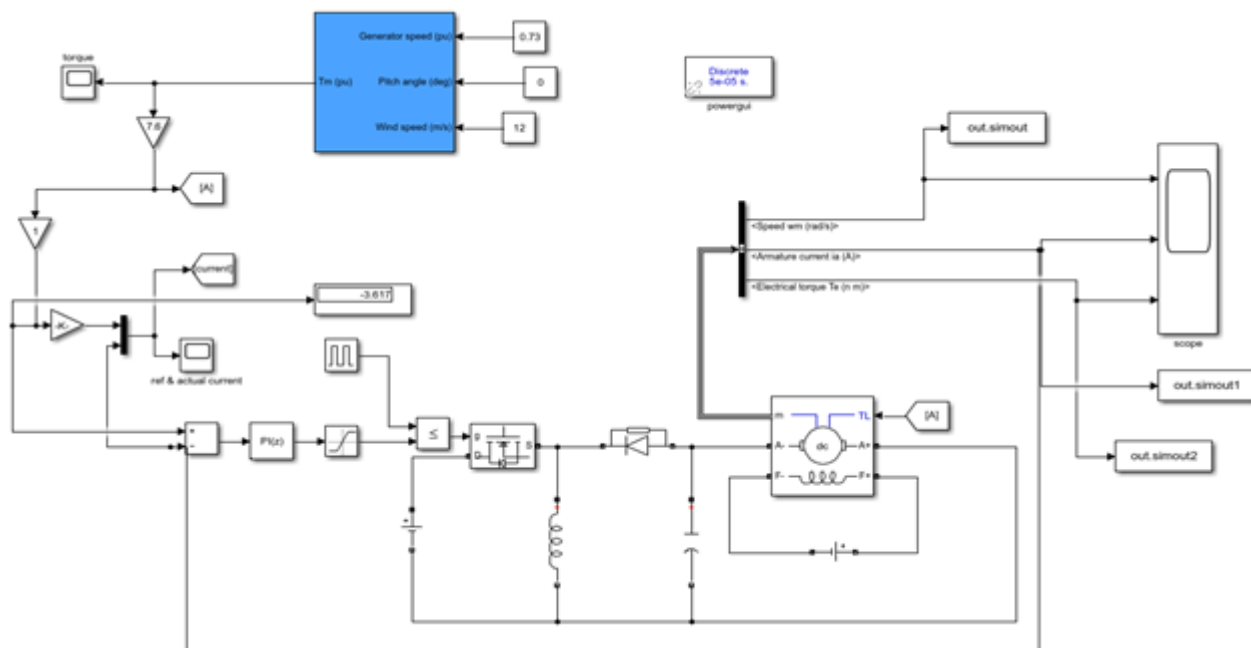 Generator speed (pu)
0.73
torque
Tm (pu)
Pitch angle (deg)
0
Discrete
5e-05 s.
powergui
7.6
Wind speed (m/s)
12
out.simout
[A]
<Speed wm (rad/s)>
1
<Armature current ia (A)>
[current]
<Electrical torque Te (n m)>
-3.617
-K-
scope
ref & actual current
out.simout1
m
TL
[A]
+
-
PI(z)
≤
g
D
S
A-
dc
A+
F-
F+
out.simout2
+
+